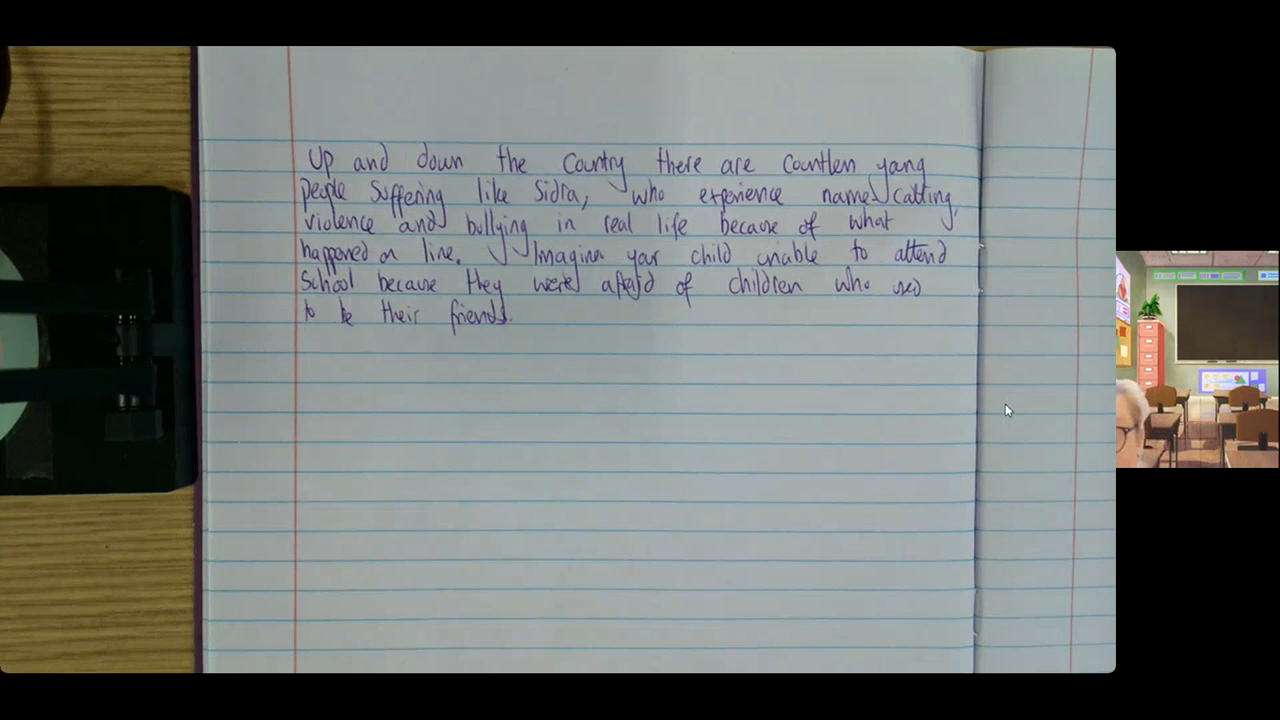 Up and down the Country there are Countless young
people suffering like Sidra, who experience name-calling,
violence and bullying in real life because of what
happened on line. Imagine your child unable to attend
School because they were afraid of children who used
to be their friends.